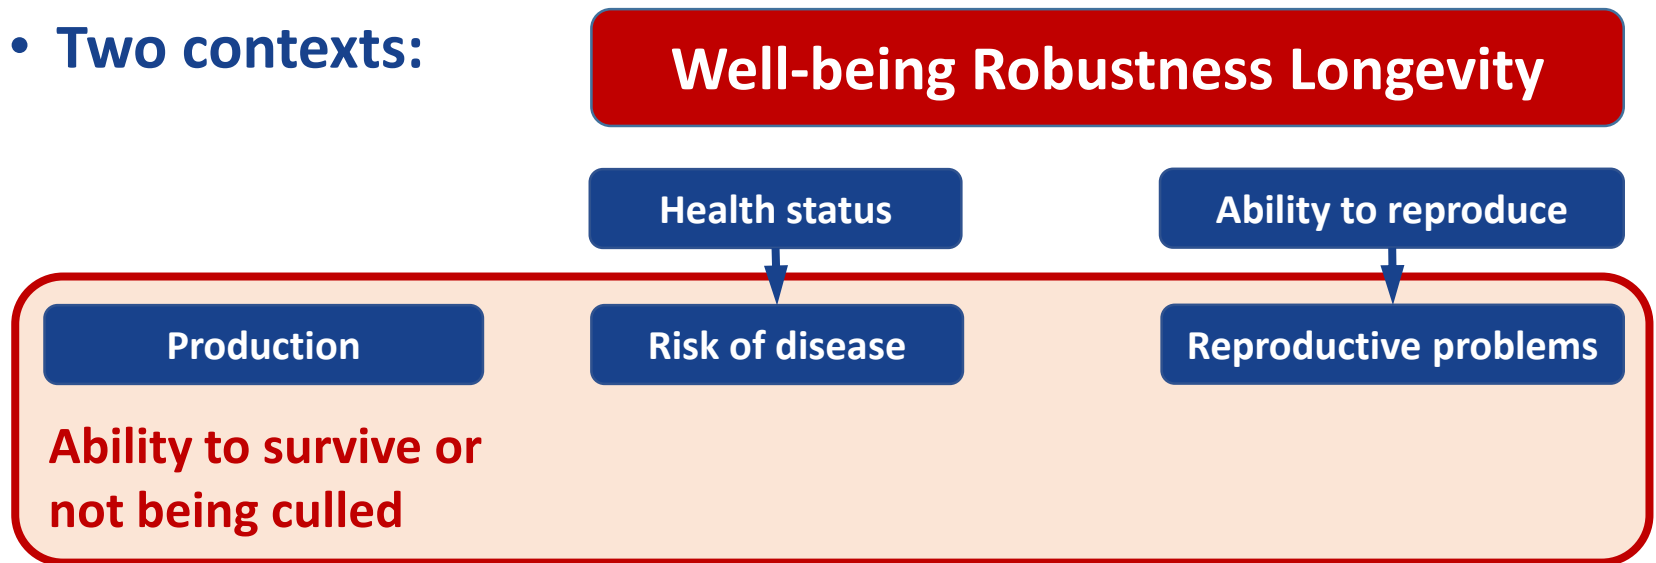 • Two contexts:
Well-being Robustness Longevity
Health status
Ability to reproduce
Production
Risk of disease
Reproductive problems
Ability to survive or
not being culled